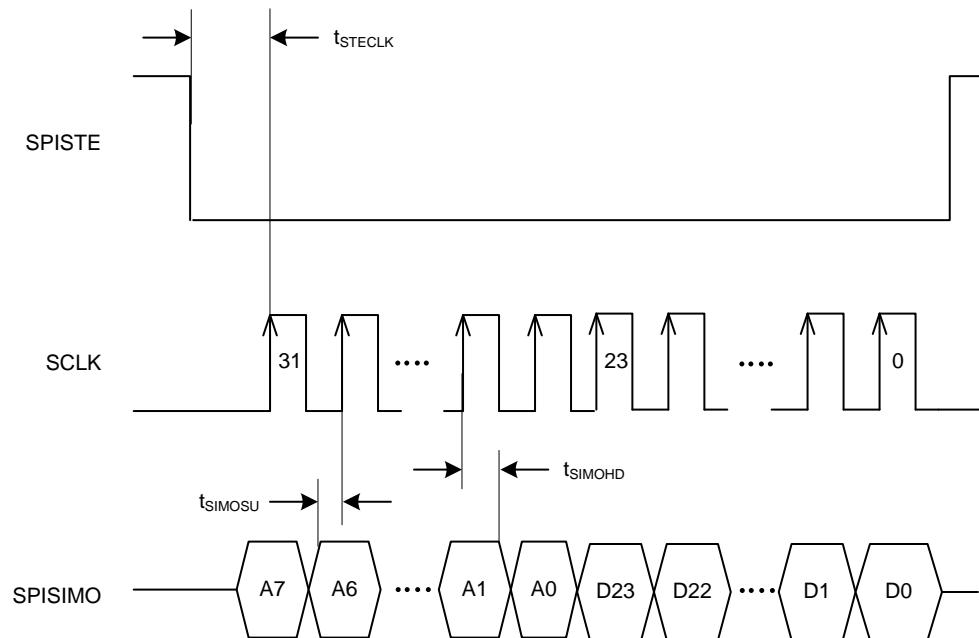 tSTECLK
SPISTE
SCLK
31
....
23
....
0
tSIMOHD
tSIMOSU
SPISIMO
A7
A6
....
A1
A0
D23
D22
....
D1
D0